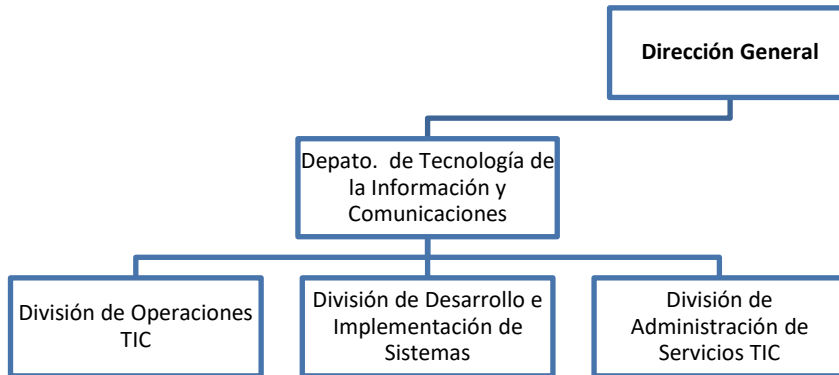 Dirección General
Depato. de Tecnología de
la Información y
Comunicaciones
División de Operaciones
TIC
División de Desarrollo e
Implementación de
Sistemas
División de
Administración de
Servicios TIC